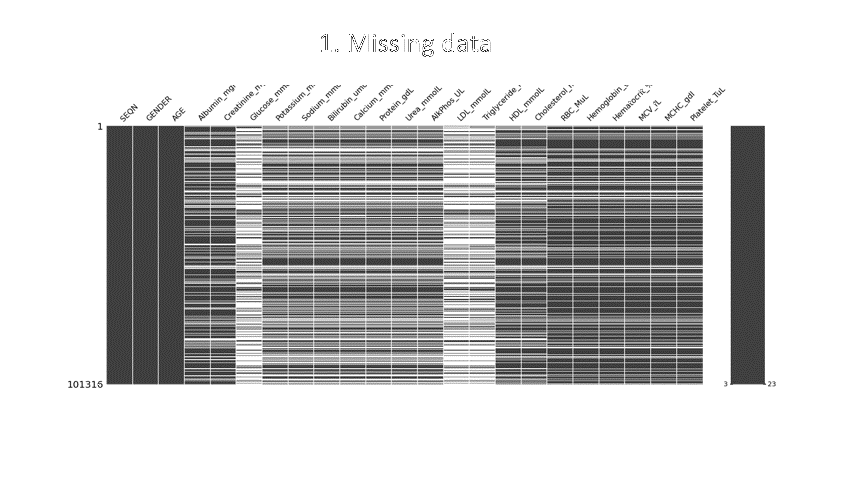 1. Missing data
SEQN GENDER AGE Albumin_mg Creatinine_m Glucose_mm Potassium_m Sodium_mm Bilirubin_um Calcium_mm Protein_gdL Urea_mmolL AlkPhos_UL LDL_mmolL Triglyceride_ HDL_mmolL Cholesterol_ RBC_MuL Hemoglobin_ Hematocrit_ MCV_fL MCHC_gdl Platelet_TuL
1
101316
3 23